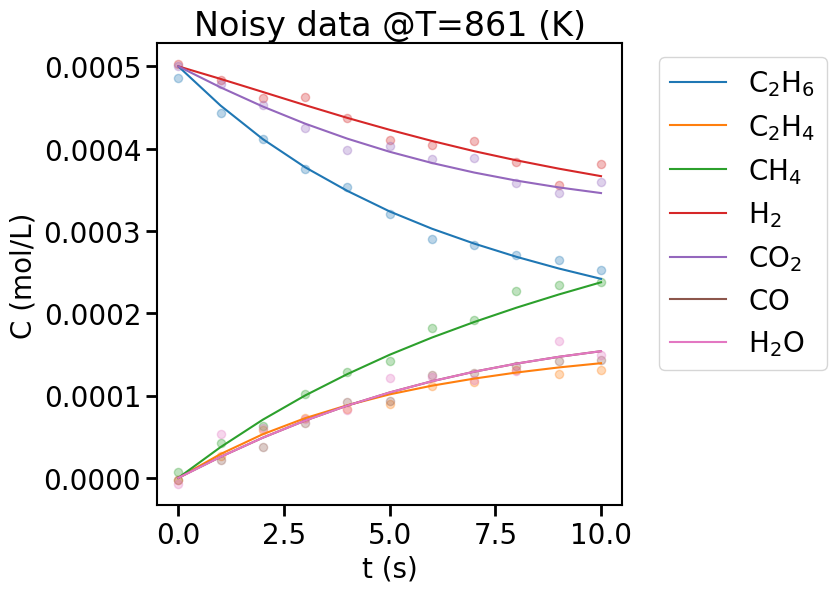 Noisy data @T=861 (K)
C (mol/L)
0.0005
0.0004
0.0003
0.0002
0.0001
0.0000
0.0 2.5 5.0 7.5 10.0
t (s)
C₂H₆
C₂H₄
CH₄
H₂
CO₂
CO
H₂O